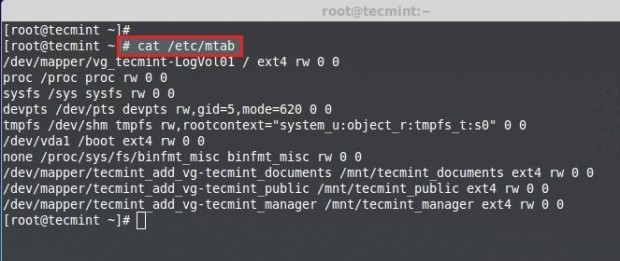 root@tecmint:~
[root@tecmint ~]#
[root@tecmint ~]# cat /etc/mtab
/dev/mapper/vg_tecmint-LogVol01 / ext4 rw 0 0
proc /proc proc rw 0 0
sysfs /sys sysfs rw 0 0
devpts /dev/pts devpts rw,gid=5,mode=620 0 0
tmpfs /dev/shm tmpfs rw,rootcontext="system_u:object_r:tmpfs_t:s0" 0 0
/dev/vda1 /boot ext4 rw 0 0
none /proc/sys/fs/binfmt_misc binfmt_misc rw 0 0
/dev/mapper/tecmint_add_vg-tecmint_documents /mnt/tecmint_documents ext4 rw 0 0
/dev/mapper/tecmint_add_vg-tecmint_public /mnt/tecmint_public ext4 rw 0 0
/dev/mapper/tecmint_add_vg-tecmint_manager /mnt/tecmint_manager ext4 rw 0 0
[root@tecmint ~]#